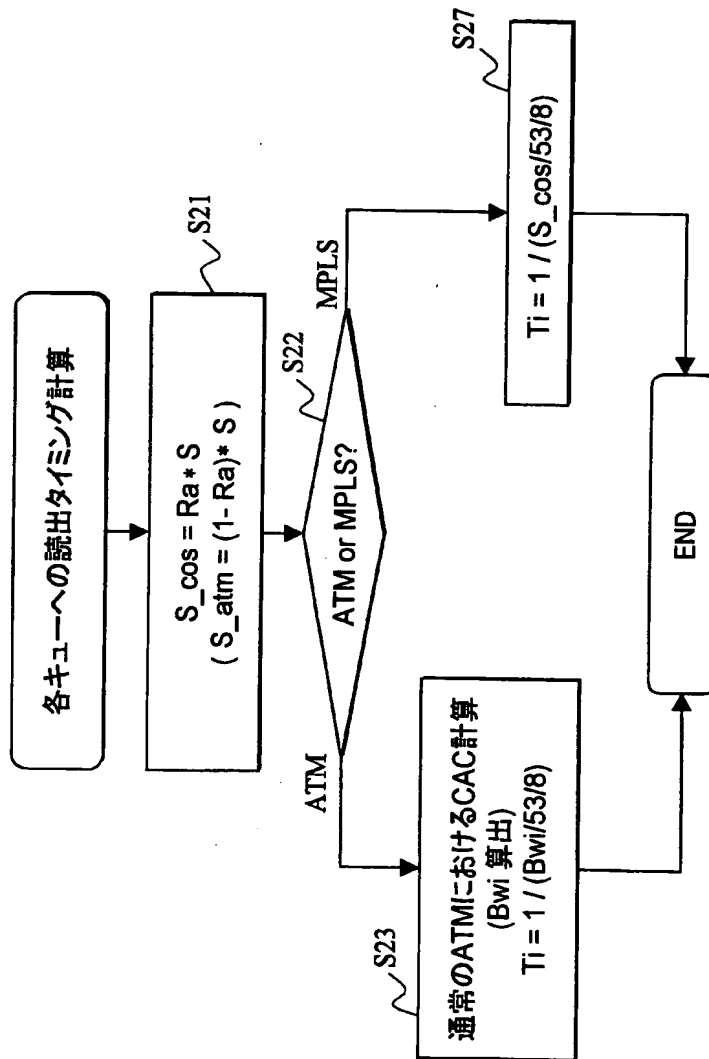 各キューへの読出タイミング計算
S21
S_cos = Ra* S
( S_atm = (1- Ra)* S )
S22
ATM or MPLS?
ATM
MPLS
S23
通常のATMにおけるCAC計算
(Bwi 算出)
Ti = 1 / (Bwi/53/8)
S27
Ti = 1 / (S_cos/53/8)
END